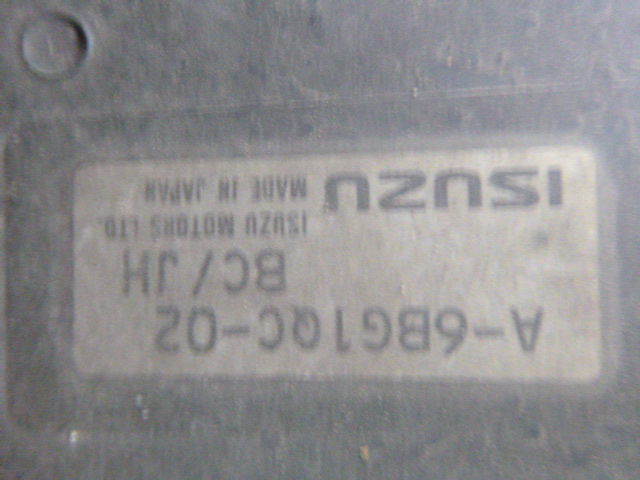 A-6BG1QC-02
BC/JH
ISUZU MOTORS LTD.
ISUZU MADE IN JAPAN